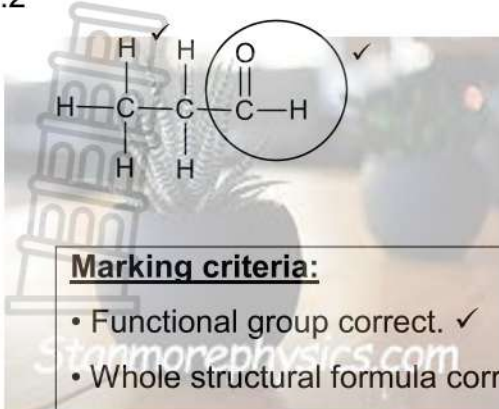 .2
H H O
H—C—C—C—H
H H
Marking criteria:
• Functional group correct. ✓
Stanmorephysics.com
• Whole structural formula corr